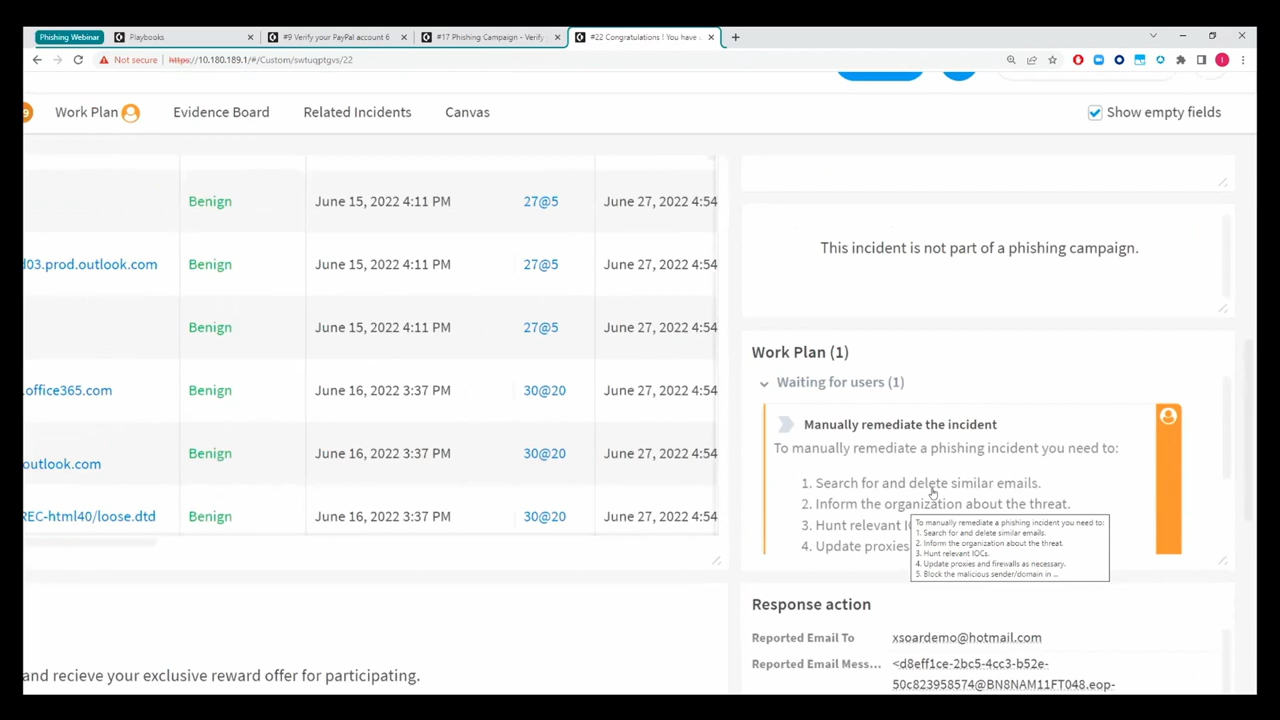 Phishing Webinar
Playbooks
#9 Verify your PayPal account 6
#17 Phishing Campaign - Verify
#22 Congratulations ! You have
Not secure
https://10.180.189.1/#/Custom/swtuqptgvs/22
Work Plan
Evidence Board
Related Incidents
Canvas
Show empty fields
Benign June 15, 2022 4:11 PM 27@5 June 27, 2022 4:54
d03.prod.outlook.com Benign June 15, 2022 4:11 PM 27@5 June 27, 2022 4:54
Benign June 15, 2022 4:11 PM 27@5 June 27, 2022 4:54
.office365.com Benign June 16, 2022 3:37 PM 30@20 June 27, 2022 4:54
outlook.com Benign June 16, 2022 3:37 PM 30@20 June 27, 2022 4:54
REC-html40/loose.dtd Benign June 16, 2022 3:37 PM 30@20 June 27, 2022 4:54
and recieve your exclusive reward offer for participating.
This incident is not part of a phishing campaign.
Work Plan (1)
Waiting for users (1)
Manually remediate the incident
To manually remediate a phishing incident you need to:
1. Search for and delete similar emails.
2. Inform the organization about the threat.
3. Hunt relevant
4. Update proxies
To manually remediate a phishing incident you need to:
1. Search for and delete similar emails.
2. Inform the organization about the threat.
3. Hunt relevant IOCs.
4. Update proxies and firewalls as necessary.
5. Block the malicious sender/domain in ...
Response action
Reported Email To xsoardemo@hotmail.com
Reported Email Mess... <d8eff1ce-2bc5-4cc3-b52e-
50c823958574@BN8NAM11FT048.eop-